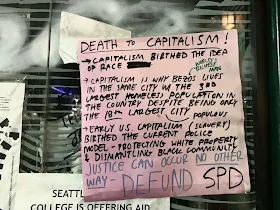 DEATH TO CAPITALISM!
→ CAPITALISM BIRTHED THE IDEA
OF RACE
→ CAPITALISM IS WHY BEZOS LIVES
IN THE SAME CITY W/ THE 3RD
LARGEST HOMELESS POPULATION IN
THE COUNTRY DESPITE BEING ONLY
THE 18th LARGEST CITY POPULOUS
→ EARLY U.S. CAPITALISM (SLAVERY)
BIRTHED THE CURRENT POLICE
MODEL - PROTECTING WHITE PROPERTY
& DISMANTLING BLACK COMMUNITY
JUSTICE CAN OCCUR NO OTHER
WAY - DEFUND SPD
SEATTL
COLLEGE IS OFFERING AID